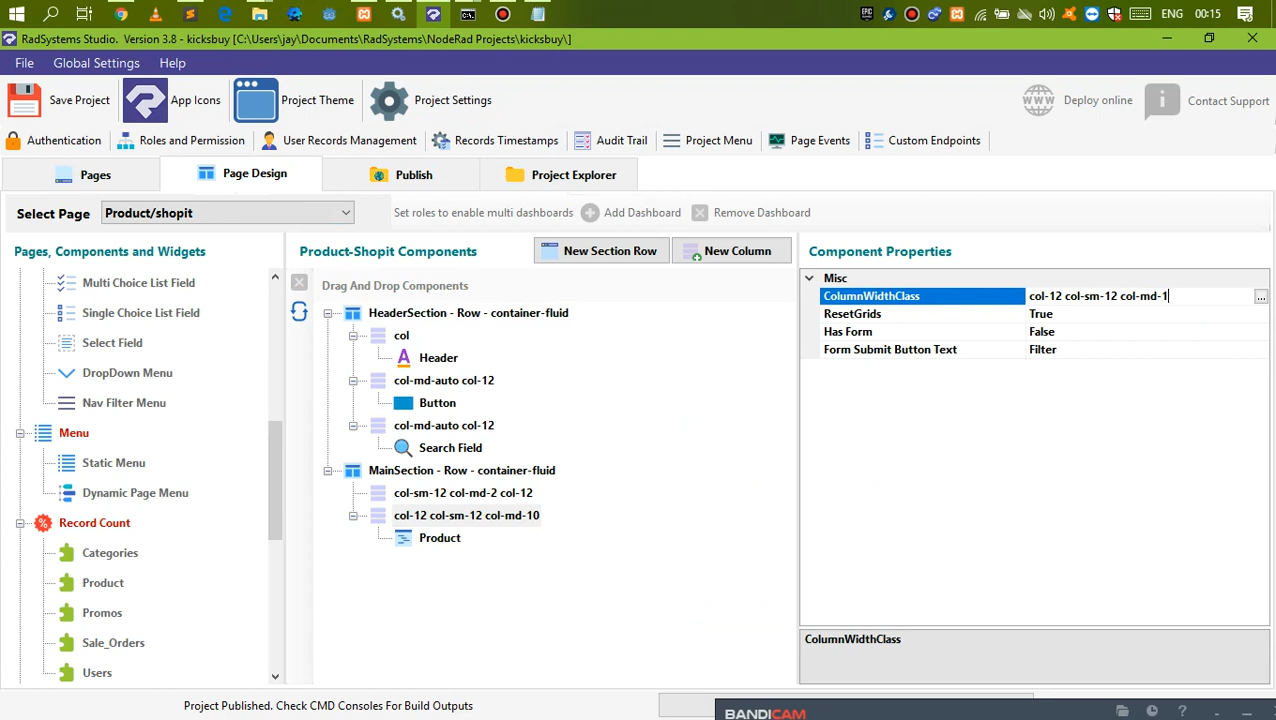 ENG
00:15
RadSystems Studio. Version 3.8 - kicksbuy [C:\Users\jay\Documents\RadSystems\NodeRad Projects\kicksbuy\]
File Global Settings Help
Save Project
App Icons
Project Theme
Project Settings
WWW
Deploy online
Contact Support
Authentication
Roles and Permission
User Records Management
Records Timestamps
Audit Trail
Project Menu
Page Events
Custom Endpoints
Pages
Page Design
Publish
Project Explorer
Select Page
Product/shopit
Set roles to enable multi dashboards
Add Dashboard
Remove Dashboard
Pages, Components and Widgets
Multi Choice List Field
Single Choice List Field
Select Field
DropDown Menu
Nav Filter Menu
Menu
Static Menu
Dynamic Page Menu
Record Count
Categories
Product
Promos
Sale_Orders
Users
Product-Shopit Components
New Section Row
New Column
Drag And Drop Components
HeaderSection - Row - container-fluid
col
Header
col-md-auto col-12
Button
col-md-auto col-12
Search Field
MainSection - Row - container-fluid
col-sm-12 col-md-2 col-12
col-12 col-sm-12 col-md-10
Product
Component Properties
Misc
ColumnWidthClass col-12 col-sm-12 col-md-1
...
ResetGrids True
Has Form False
Form Submit Button Text Filter
ColumnWidthClass
Project Published. Check CMD Consoles For Build Outputs
BANDICAM